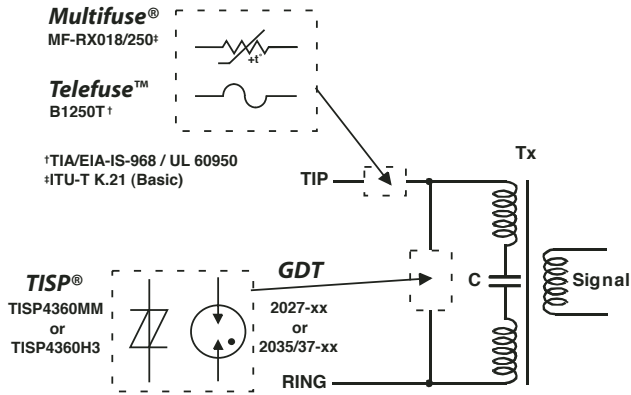 Multifuse®
MF-RX018/250‡
+t°
Telefuse™
B1250T†
†TIA/EIA-IS-968 / UL 60950
‡ITU-T K.21 (Basic)
TIP
Tx
TISP®
TISP4360MM
or
TISP4360H3
GDT
2027-xx
or
2035/37-xx
C
Signal
RING